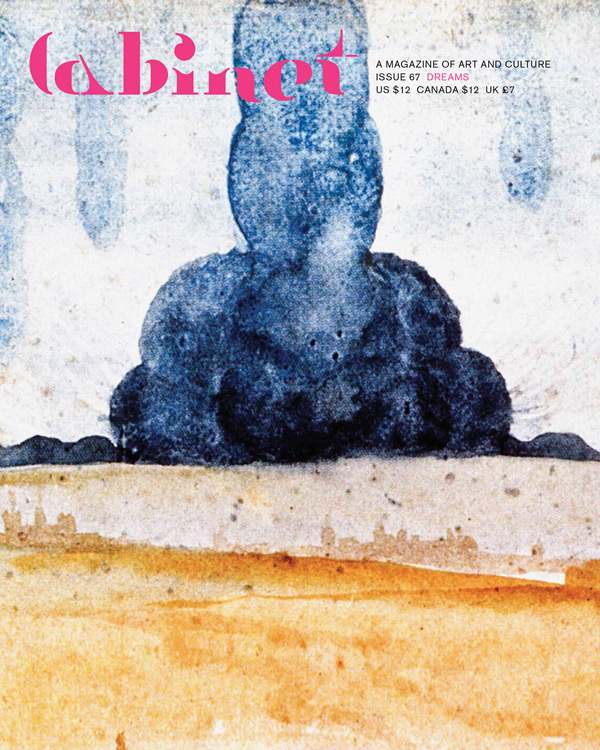 Cabinet
A MAGAZINE OF ART AND CULTURE
ISSUE 67 DREAMS
US $12 CANADA $12 UK £7